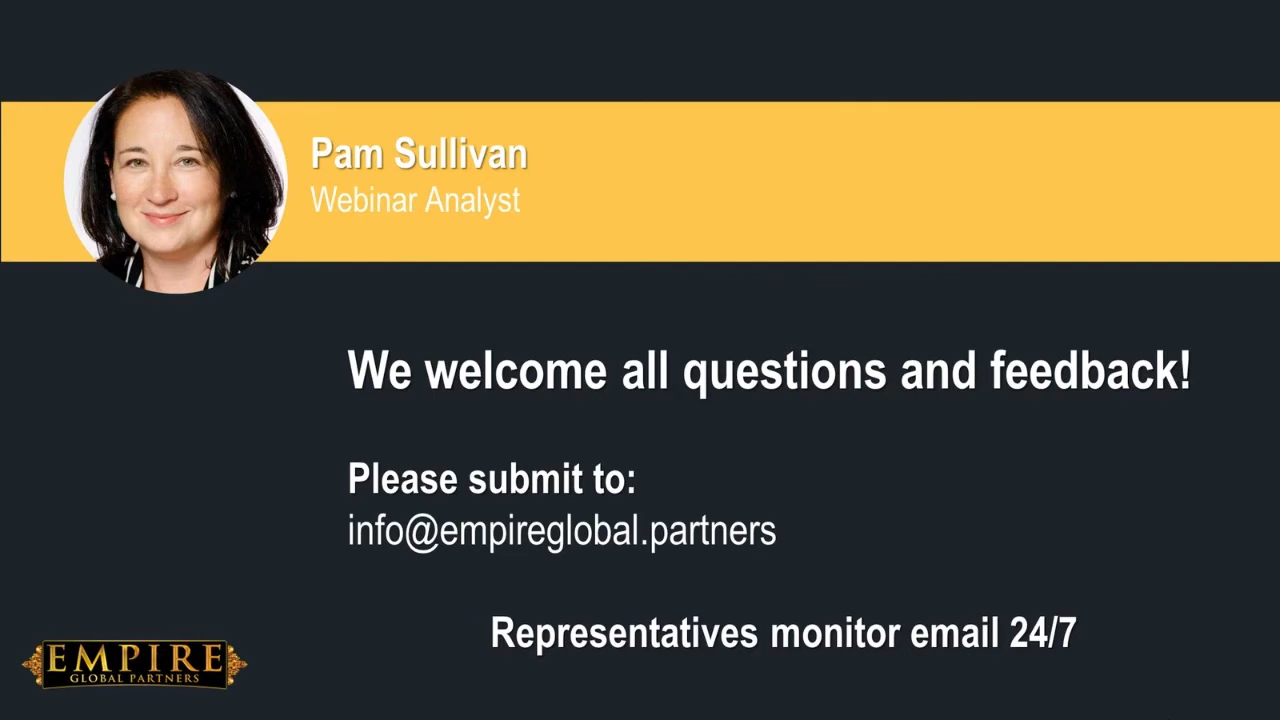 Pam Sullivan
Webinar Analyst
We welcome all questions and feedback!
Please submit to:
info@empireglobal.partners
Representatives monitor email 24/7
EMPIRE
GLOBAL PARTNERS